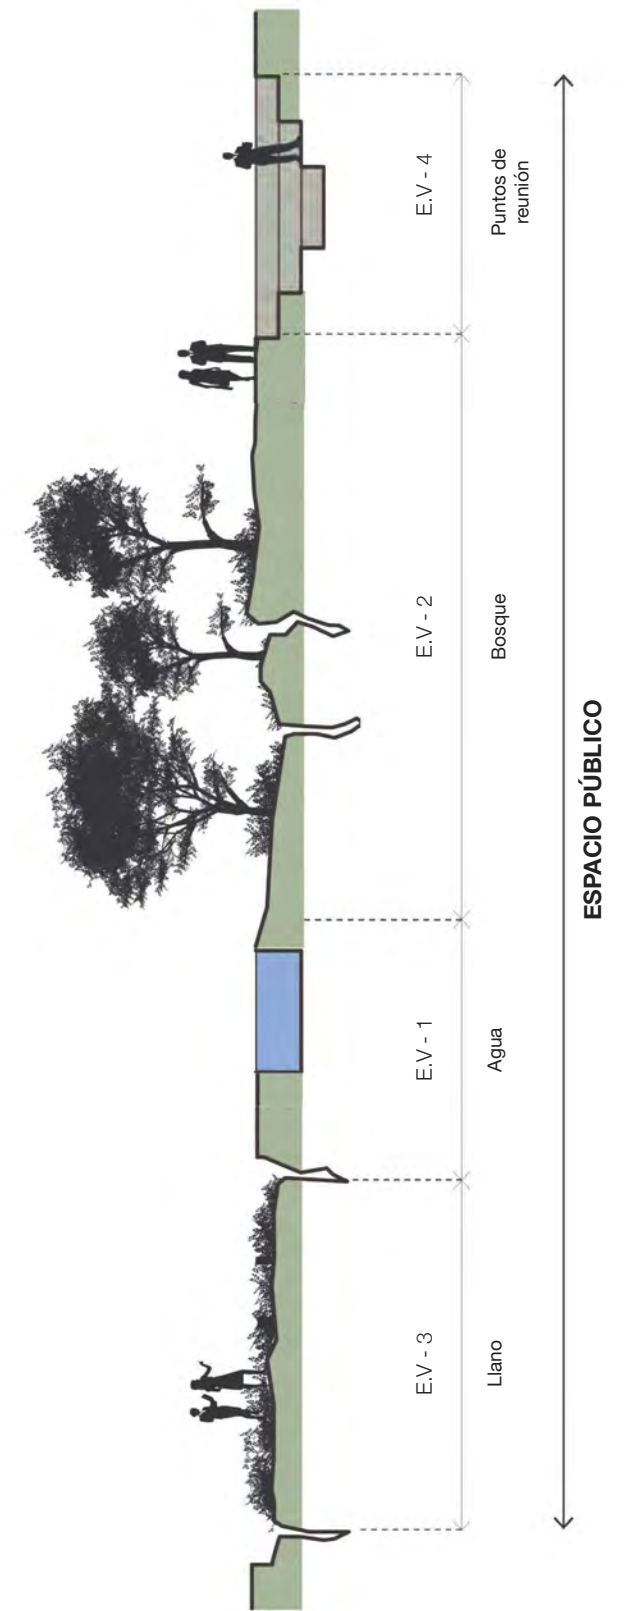 E.V - 3
E.V - 1
E.V - 2
E.V - 4
Llano
Agua
Bosque
Puntos de
reunión
ESPACIO PÚBLICO